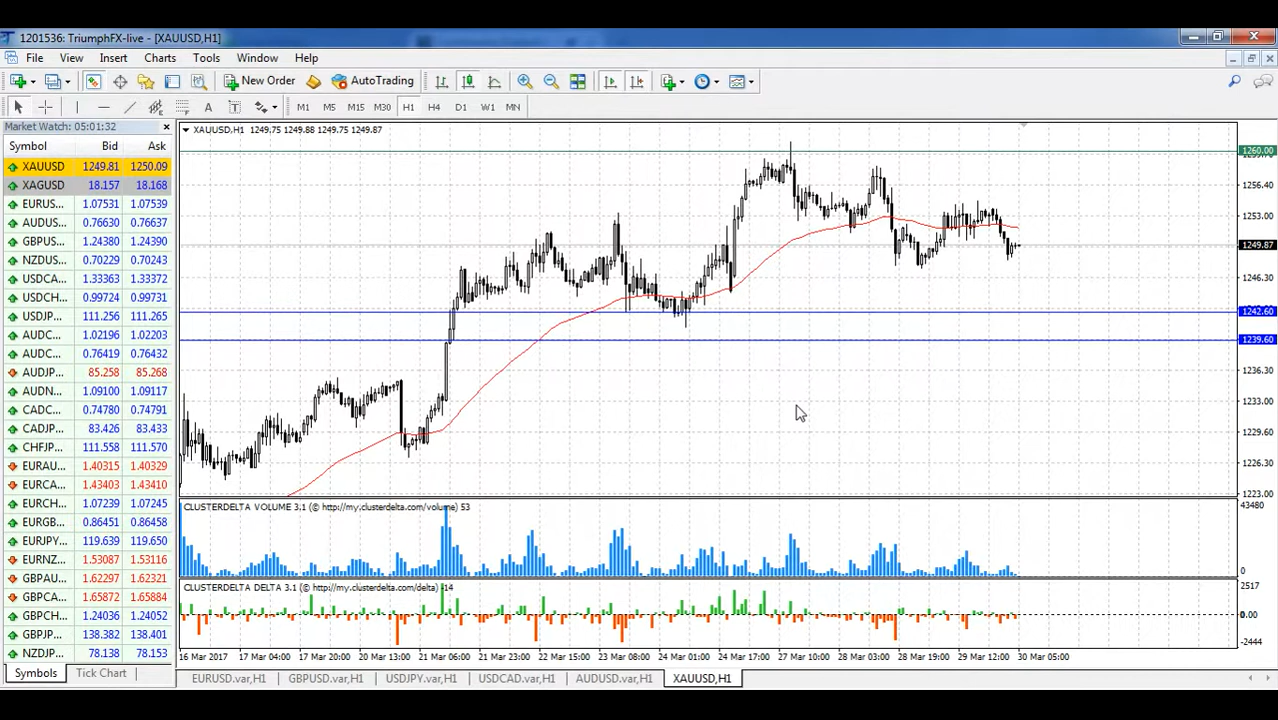 1201536: TriumphFX-live - [XAUUSD,H1]
File View Insert Charts Tools Window Help
New Order AutoTrading
A T M1 M5 M15 M30 H1 H4 D1 W1 MN
Market Watch: 05:01:32
Symbol Bid Ask
XAUUSD 1249.81 1250.09
XAGUSD 18.157 18.168
EURUS... 1.07531 1.07539
AUDUS... 0.76630 0.76637
GBPUS... 1.24380 1.24390
NZDUS... 0.70229 0.70243
USDCA... 1.33363 1.33372
USDCH... 0.99724 0.99731
USDJP... 111.256 111.265
AUDC... 1.02196 1.02203
AUDC... 0.76419 0.76432
AUDJP... 85.258 85.268
AUDN... 1.09100 1.09117
CADC... 0.74780 0.74791
CADJP... 83.426 83.433
CHFJP... 111.558 111.570
EURAU... 1.40315 1.40329
EURCA... 1.43403 1.43410
EURCH... 1.07239 1.07245
EURGB... 0.86451 0.86458
EURJP... 119.639 119.650
EURNZ... 1.53087 1.53116
GBPAU... 1.62297 1.62321
GBPCA... 1.65872 1.65884
GBPCH... 1.24036 1.24052
GBPJP... 138.382 138.401
NZDJP... 78.138 78.153
Symbols Tick Chart
XAUUSD,H1 1249.75 1249.88 1249.75 1249.87
1260.00
1256.40
1253.00
1249.87
1246.30
1242.60
1239.60
1236.30
1233.00
1229.60
1226.30
1223.00
CLUSTERDELTA VOLUME 3.1 (© http://my.clusterdelta.com/volume) 53
43480
0
CLUSTERDELTA DELTA 3.1 (© http://my.clusterdelta.com/delta) -14
2517
0.00
-2444
16 Mar 2017 17 Mar 04:00 17 Mar 20:00 20 Mar 13:00 21 Mar 06:00 21 Mar 23:00 22 Mar 15:00 23 Mar 08:00 24 Mar 01:00 24 Mar 17:00 27 Mar 10:00 28 Mar 03:00 28 Mar 19:00 29 Mar 12:00 30 Mar 05:00
EURUSD.var,H1 GBPUSD.var,H1 USDJPY.var,H1 USDCAD.var,H1 AUDUSD.var,H1 XAUUSD,H1